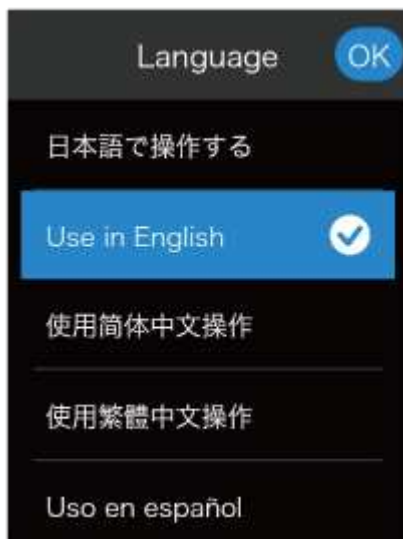 Language
OK
日本語で操作する
Use in English
使用简体中文操作
使用繁體中文操作
Uso en español